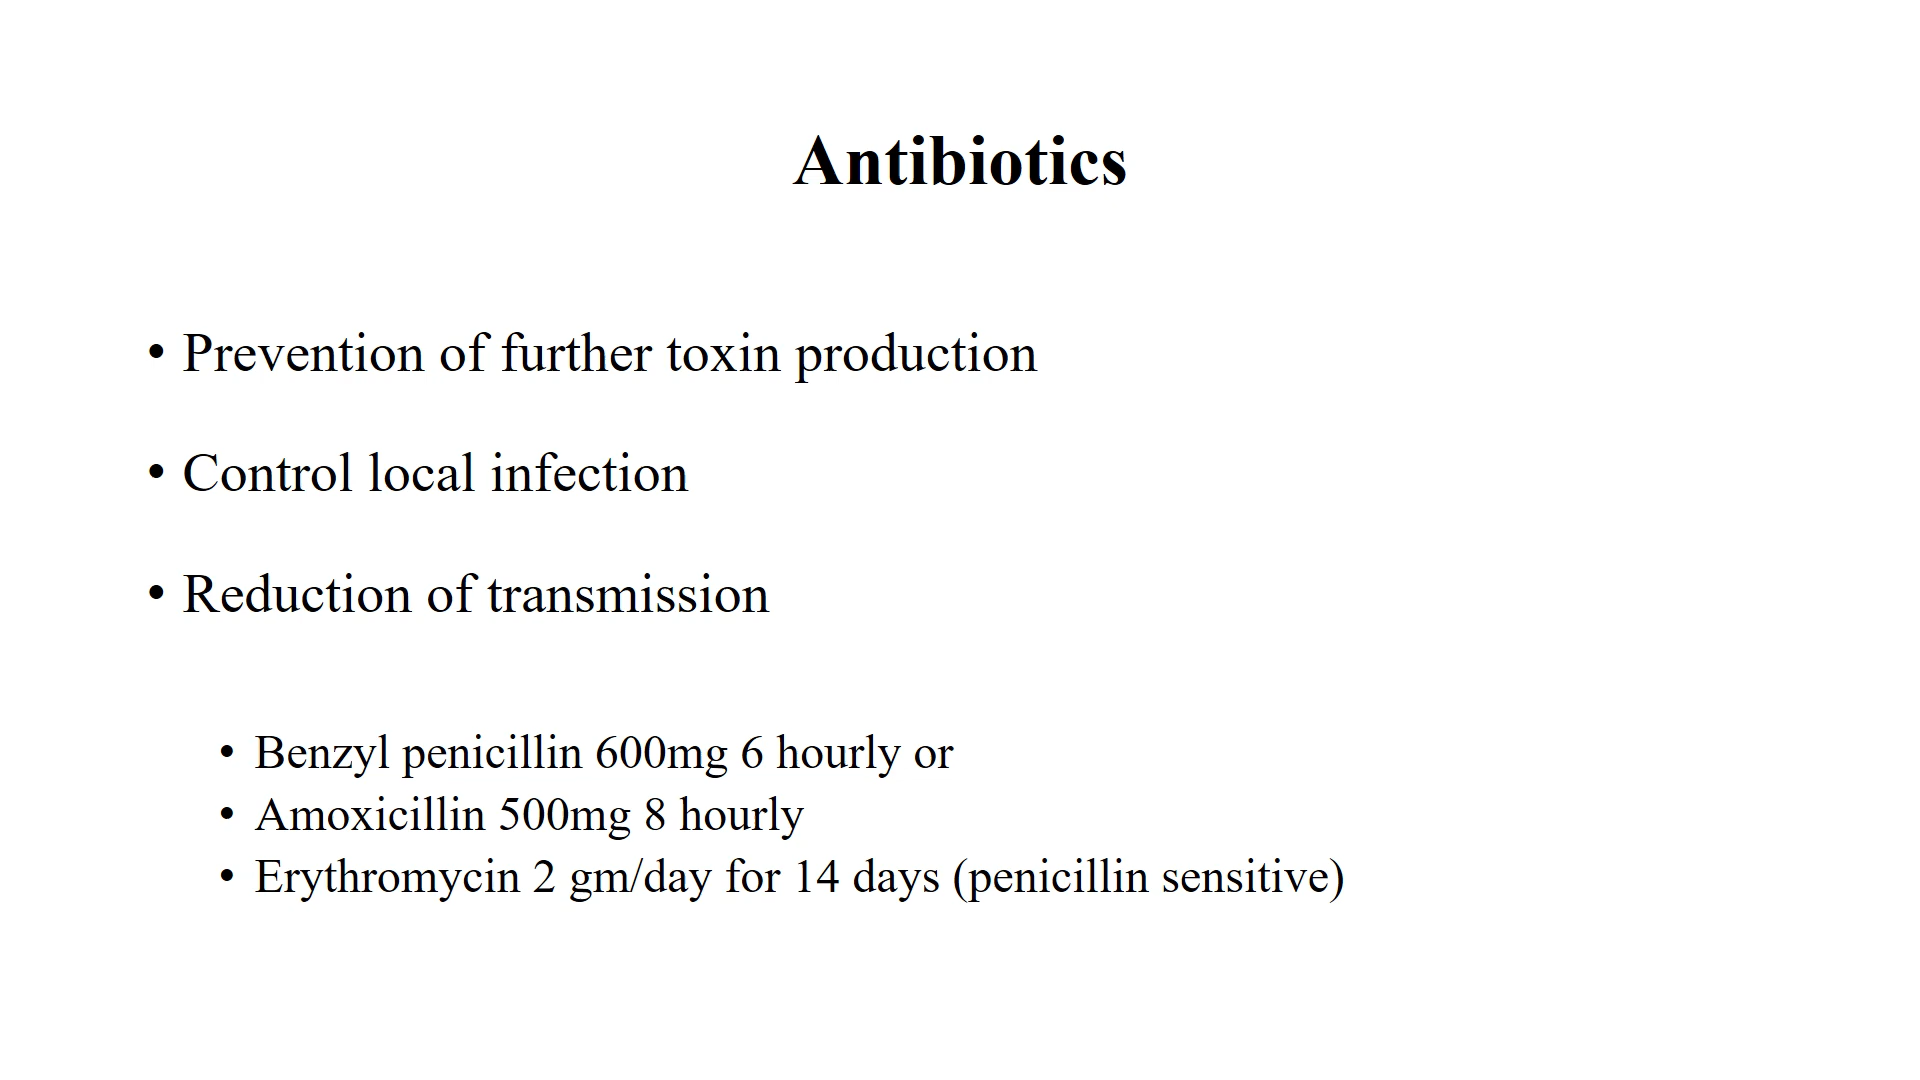 Antibiotics
• Prevention of further toxin production
• Control local infection
• Reduction of transmission
• Benzyl penicillin 600mg 6 hourly or
• Amoxicillin 500mg 8 hourly
• Erythromycin 2 gm/day for 14 days (penicillin sensitive)